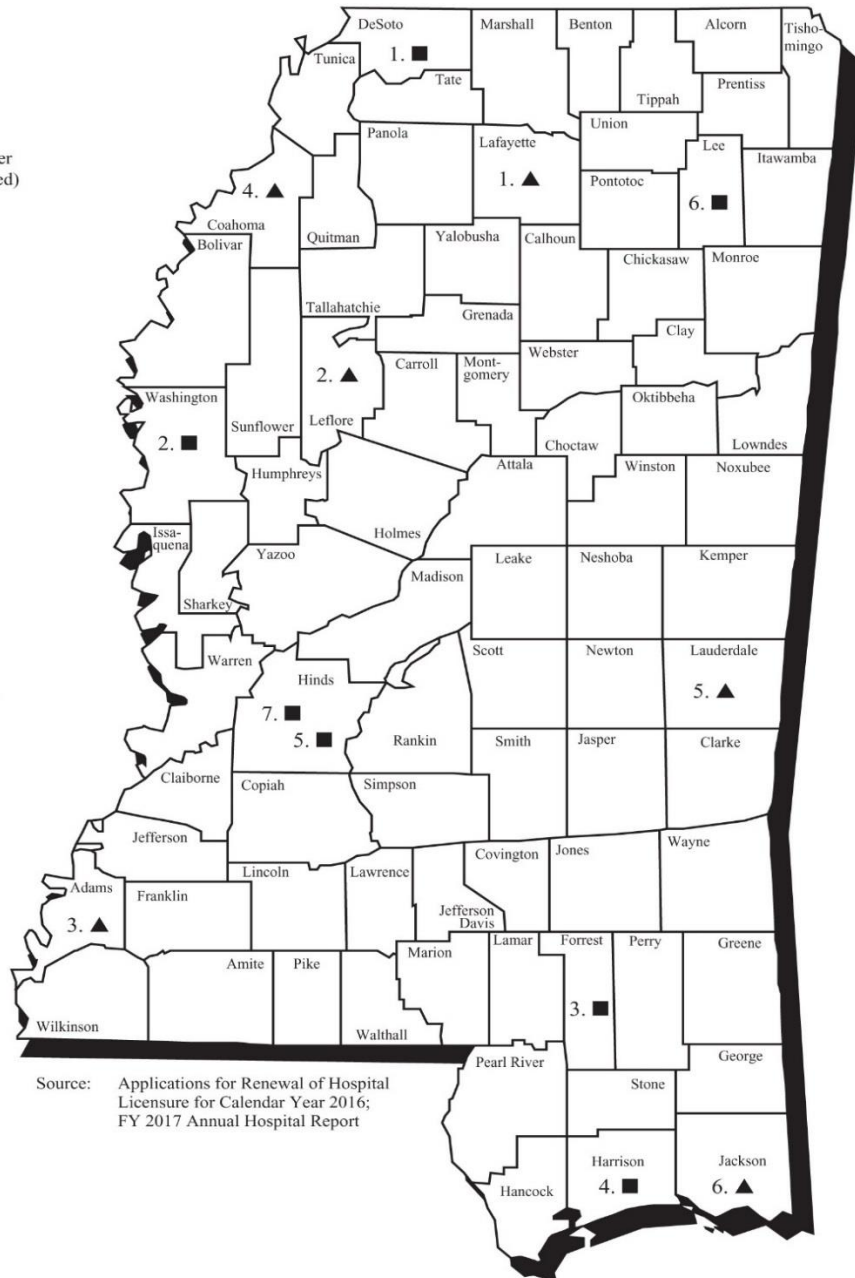 DeSoto
Marshall
Benton
Alcorn
Tisho-
mingo
1. ■
Tunica
Tate
Tippah
Prentiss
Union
Panola
Lafayette
Lee
Itawamba
er
ed)
4. ▲
1. ▲
Pontotoc
6. ■
Coahoma
Quitman
Bolivar
Yalobusha
Calhoun
Chickasaw
Monroe
Tallahatchie
Grenada
Clay
Carroll
Mont-
gomery
Webster
2. ▲
Washington
Oktibbeha
Sunflower
Leflore
2. ■
Choctaw
Lowndes
Humphreys
Attala
Winston
Noxubee
Issa-
quena
Holmes
Yazoo
Madison
Leake
Neshoba
Kemper
Sharkey
Warren
Scott
Newton
Lauderdale
Hinds
5. ▲
7. ■
5. ■
Rankin
Smith
Jasper
Clarke
Claiborne
Copiah
Simpson
Jefferson
Covington
Jones
Wayne
Lincoln
Lawrence
Adams
Franklin
Jefferson
Davis
3. ▲
Marion
Lamar
Forrest
Perry
Greene
Amite
Pike
3. ■
Wilkinson
Walthall
Pearl River
George
Source: Applications for Renewal of Hospital
Licensure for Calendar Year 2016;
FY 2017 Annual Hospital Report
Stone
Harrison
Jackson
Hancock
4. ■
6. ▲